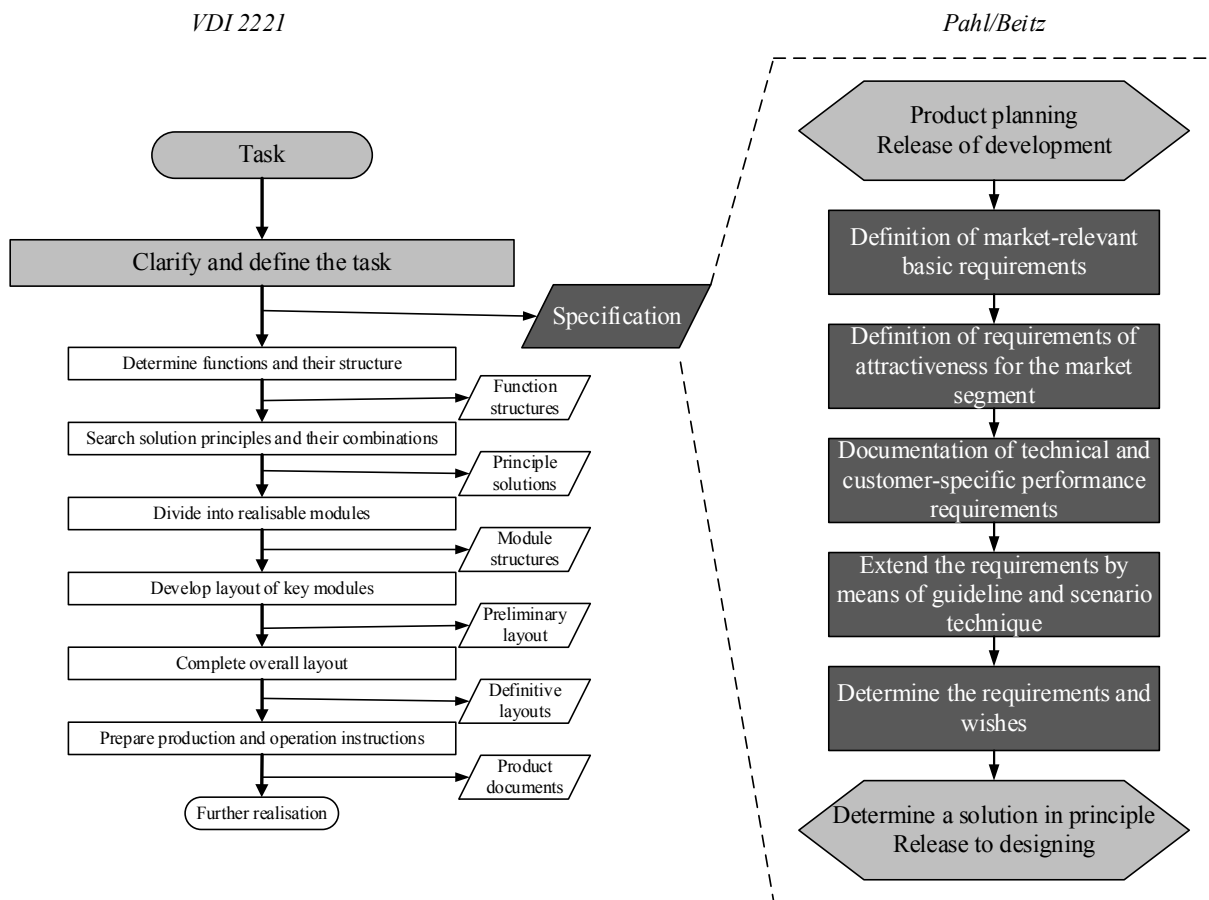 VDI 2221
Task
Clarify and define the task
Specification
Determine functions and their structure
Function
structures
Search solution principles and their combinations
Principle
solutions
Divide into realisable modules
Module
structures
Develop layout of key modules
Preliminary
layout
Complete overall layout
Definitive
layouts
Prepare production and operation instructions
Product
documents
Further realisation
Pahl/Beitz
Product planning
Release of development
Definition of market-relevant
basic requirements
Definition of requirements of
attractiveness for the market
segment
Documentation of technical and
customer-specific performance
requirements
Extend the requirements by
means of guideline and scenario
technique
Determine the requirements and
wishes
Determine a solution in principle
Release to designing